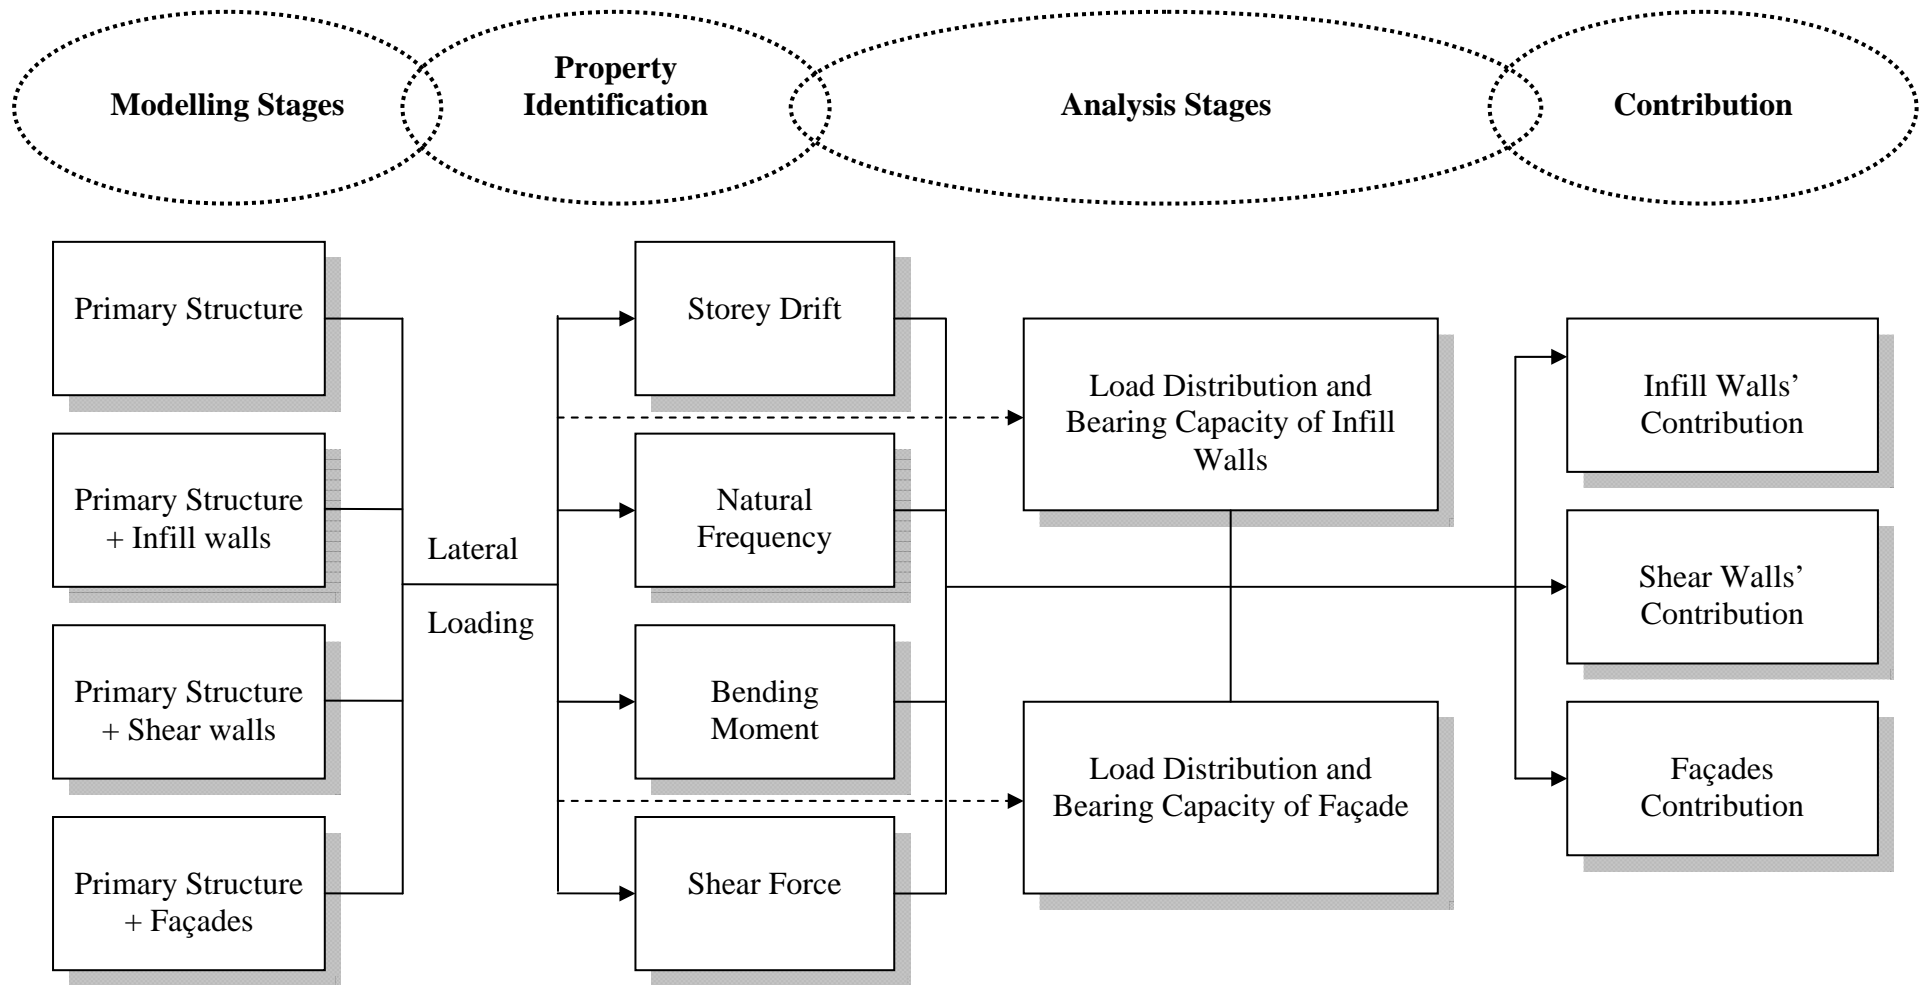 Modelling Stages
Property
Identification
Analysis Stages
Contribution
Primary Structure
Primary Structure
+ Infill walls
Primary Structure
+ Shear walls
Primary Structure
+ Façades
Lateral
Loading
Storey Drift
Natural
Frequency
Bending
Moment
Shear Force
Load Distribution and
Bearing Capacity of Infill
Walls
Load Distribution and
Bearing Capacity of Façade
Infill Walls’
Contribution
Shear Walls’
Contribution
Façades
Contribution